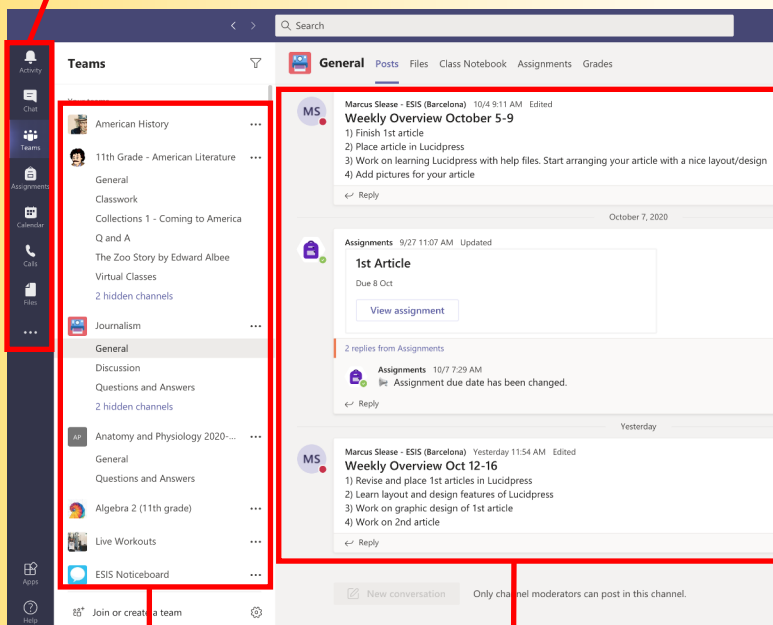 Search
Activity
Chat
Teams
Assignments
Calendar
Calls
Files
Apps
Help
Teams
American History
11th Grade - American Literature
General
Classwork
Collections 1 - Coming to America
Q and A
The Zoo Story by Edward Albee
Virtual Classes
2 hidden channels
Journalism
General
Discussion
Questions and Answers
2 hidden channels
AP
Anatomy and Physiology 2020-...
General
Questions and Answers
Algebra 2 (11th grade)
Live Workouts
ESIS Noticeboard
Join or create a team
General Posts Files Class Notebook Assignments Grades
MS
Marcus Slease - ESIS (Barcelona) 10/4 9:11 AM Edited
Weekly Overview October 5-9
1) Finish 1st article
2) Place article in Lucidpress
3) Work on learning Lucidpress with help files. Start arranging your article with a nice layout/design
4) Add pictures for your article
Reply
October 7, 2020
Assignments 9/27 11:07 AM Updated
1st Article
Due 8 Oct
View assignment
2 replies from Assignments
Assignments 10/7 7:29 AM
Assignment due date has been changed.
Reply
Yesterday
MS
Marcus Slease - ESIS (Barcelona) Yesterday 11:54 AM Edited
Weekly Overview Oct 12-16
1) Revise and place 1st articles in Lucidpress
2) Learn layout and design features of Lucidpress
3) Work on graphic design of 1st article
4) Work on 2nd article
Reply
New conversation
Only channel moderators can post in this channel.